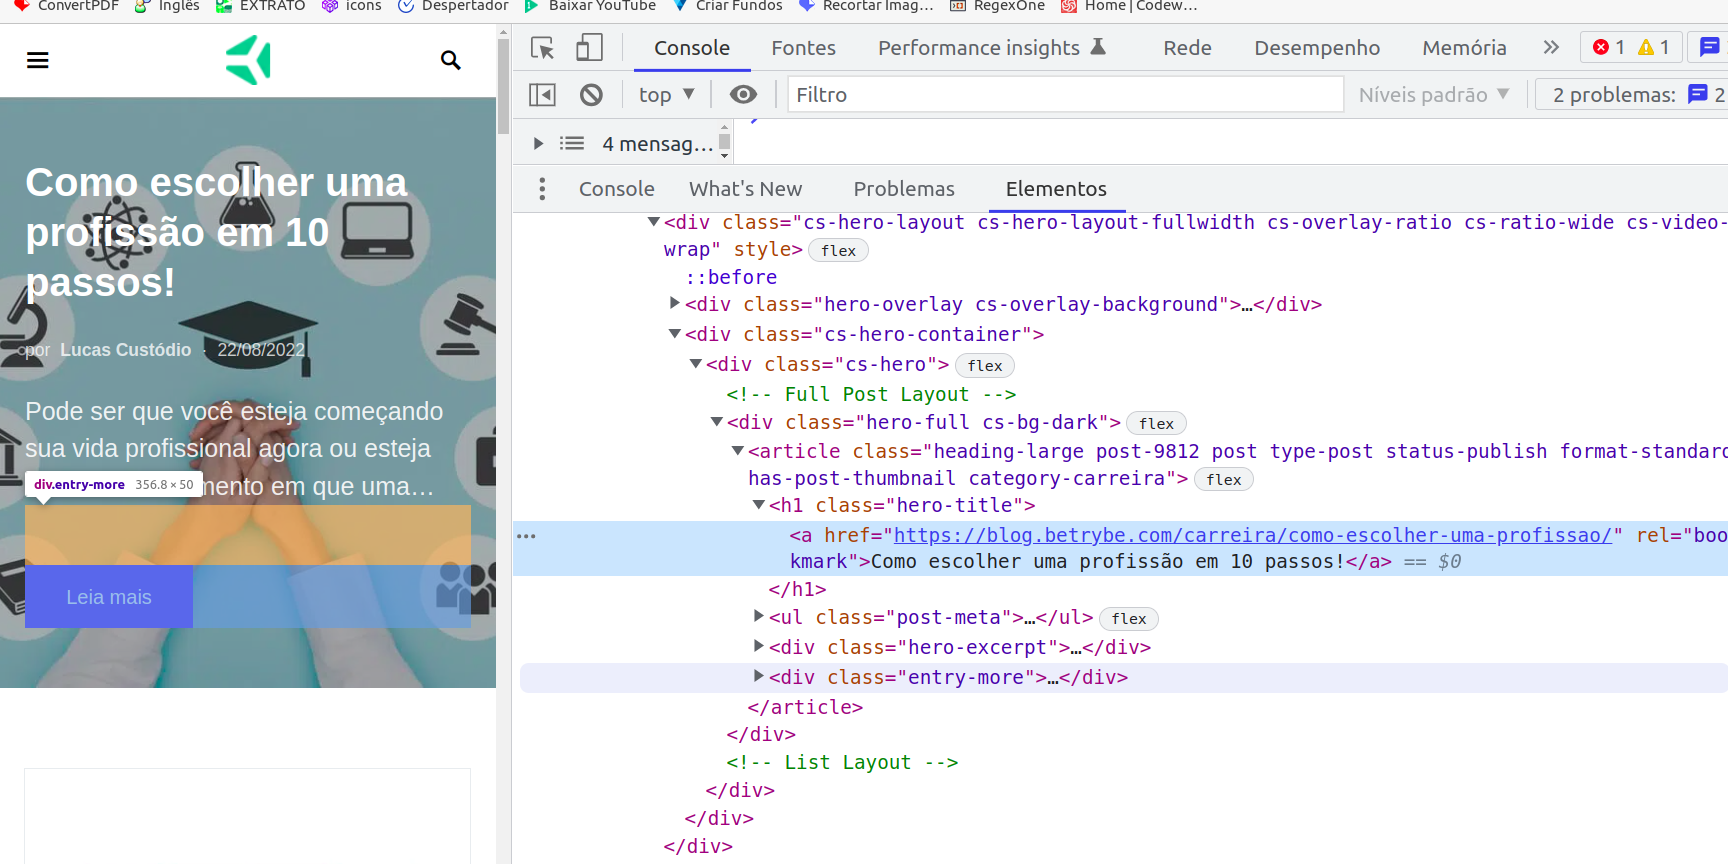 ConvertPDF Inglês EXTRATO icons Despertador Baixar YouTube Criar Fundos Recortar Imag... RegexOne Home | Codew...
Como escolher uma
profissão em 10
passos!
por Lucas Custódio · 22/08/2022
Pode ser que você esteja começando
sua vida profissional agora ou esteja
mento em que uma...
div.entry-more 356.8 × 50
Leia mais
Console Fontes Performance insights Rede Desempenho Memória » 1 1
top ▼ Filtro Níveis padrão ▼ 2 problemas: 2
4 mensag...
Console What's New Problemas Elementos
▼<div class="cs-hero-layout cs-hero-layout-fullwidth cs-overlay-ratio cs-ratio-wide cs-video-
wrap" style> flex
::before
▶<div class="hero-overlay cs-overlay-background">…</div>
▼<div class="cs-hero-container">
▼<div class="cs-hero"> flex
<!-- Full Post Layout -->
▼<div class="hero-full cs-bg-dark"> flex
▼<article class="heading-large post-9812 post type-post status-publish format-standard
has-post-thumbnail category-carreira"> flex
▼<h1 class="hero-title">
<a href="https://blog.betrybe.com/carreira/como-escolher-uma-profissao/" rel="boo
kmark">Como escolher uma profissão em 10 passos!</a> == $0
</h1>
▶<ul class="post-meta">…</ul> flex
▶<div class="hero-excerpt">…</div>
▶<div class="entry-more">…</div>
</article>
</div>
<!-- List Layout -->
</div>
</div>
</div>